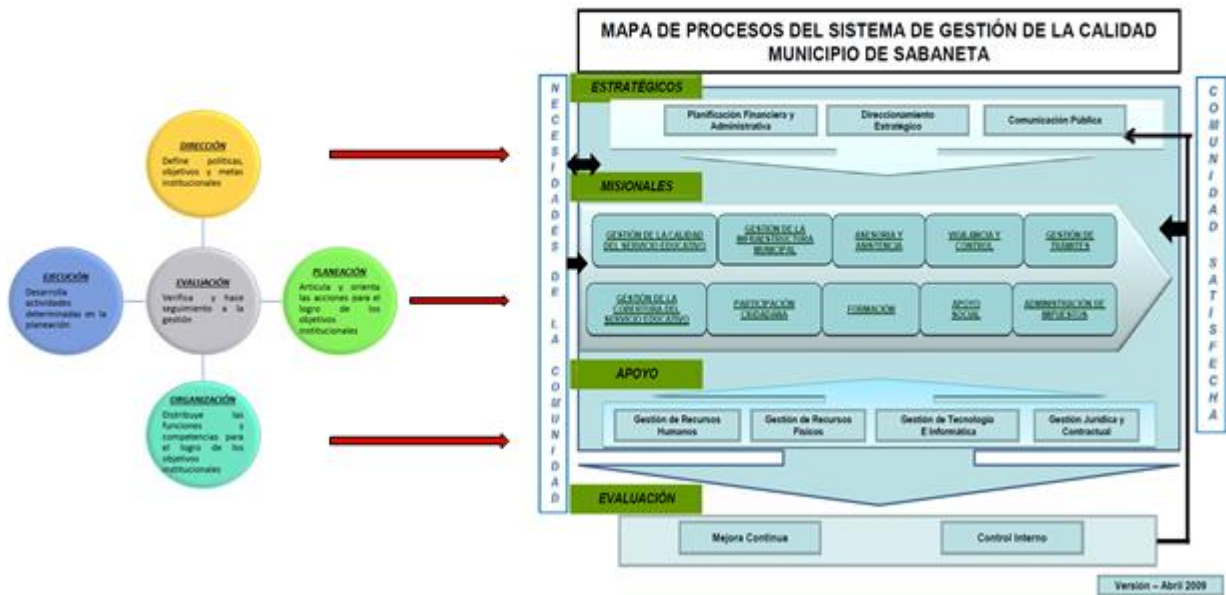 DIRECCIÓN
Define políticas,
objetivos y metas
institucionales
EJECUCIÓN
Desarrolla
actividades
determinadas en la
planeación
EVALUACIÓN
Verifica y hace
seguimiento a la
gestión
PLANEACIÓN
Articula y orienta
las acciones para el
logro de los
objetivos
institucionales
ORGANIZACIÓN
Distribuye las
funciones y
competencias para
el logro de los
objetivos
institucionales
MAPA DE PROCESOS DEL SISTEMA DE GESTIÓN DE LA CALIDAD
MUNICIPIO DE SABANETA
NECESIDADES DE LA COMUNIDAD
ESTRATÉGICOS
Planificación Financiera y
Administrativa
Direccionamiento
Estratégico
Comunicación Pública
MISIONALES
GESTIÓN DE LA CALIDAD
DEL SERVICIO EDUCATIVO
GESTIÓN DE LA
INFRAESTRUCTURA
MUNICIPAL
ASESORIA Y
ASISTENCIA
VIGILANCIA Y
CONTROL
GESTIÓN DE
TRÁMITES
GESTIÓN DE LA
COBERTURA DEL
SERVICIO EDUCATIVO
PARTICIPACIÓN
CIUDADANA
FORMACIÓN
APOYO
SOCIAL
ADMINISTRACIÓN DE
IMPUESTOS
APOYO
Gestión de Recursos
Humanos
Gestión de Recursos
Físicos
Gestión de Tecnología
E Informática
Gestión Jurídica y
Contractual
EVALUACIÓN
Mejora Continua
Control Interno
COMUNIDAD SATISFECHA
Versión – Abril 2009